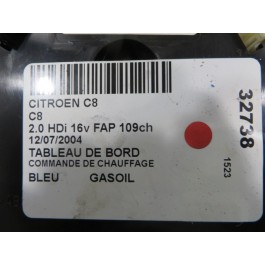 CITROEN C8
C8
2.0 HDi 16v FAP 109ch
12/07/2004
TABLEAU DE BORD
COMMANDE DE CHAUFFAGE
BLEU GASOIL
32738
1523